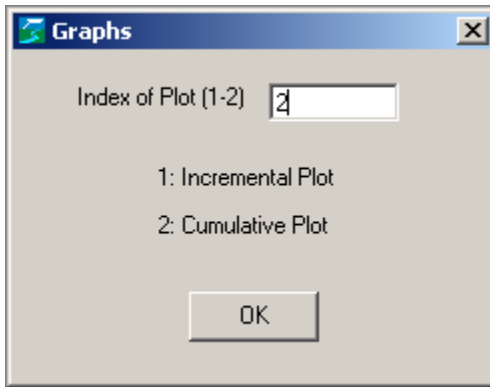 Graphs
Index of Plot (1-2) 2
1: Incremental Plot
2: Cumulative Plot
OK